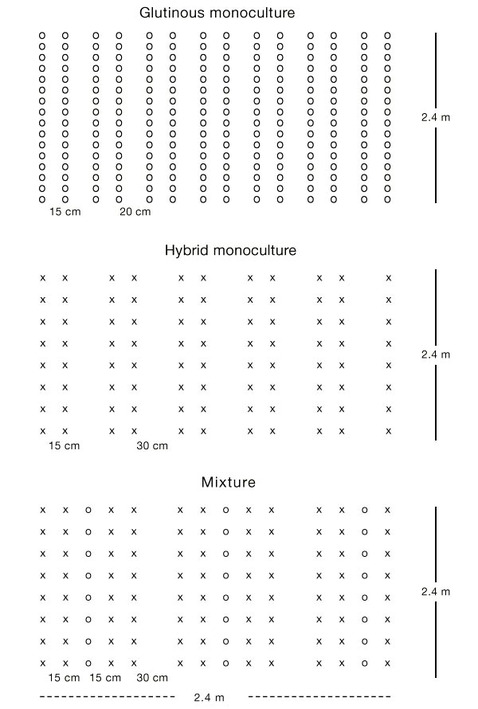 Glutinous monoculture
2.4 m
15 cm 20 cm
Hybrid monoculture
2.4 m
15 cm 30 cm
Mixture
2.4 m
15 cm 15 cm 30 cm
2.4 m